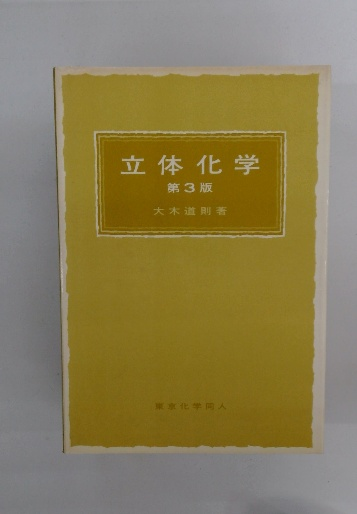 立体化学
第3版
大木道則著
東京化学同人